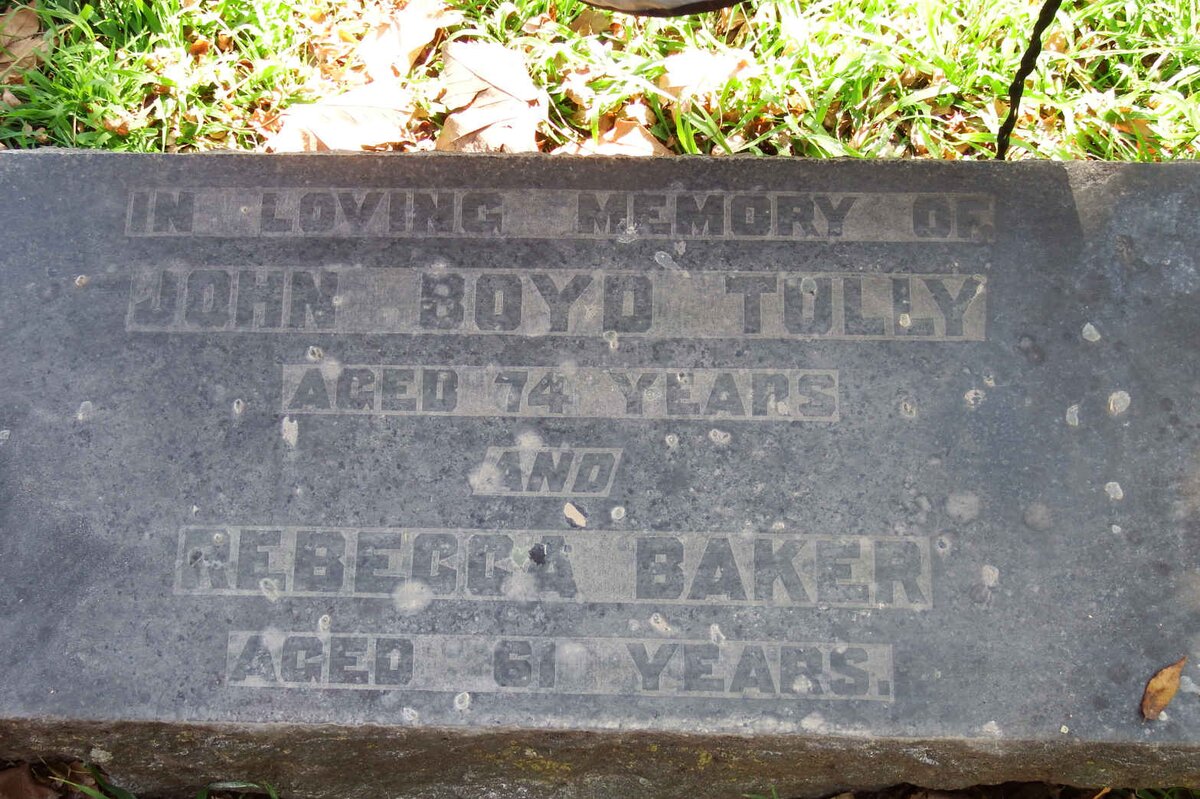 IN LOVING MEMORY OF
JOHN BOYD TULLY
AGED 74 YEARS
AND
REBECCA BAKER
AGED 61 YEARS.